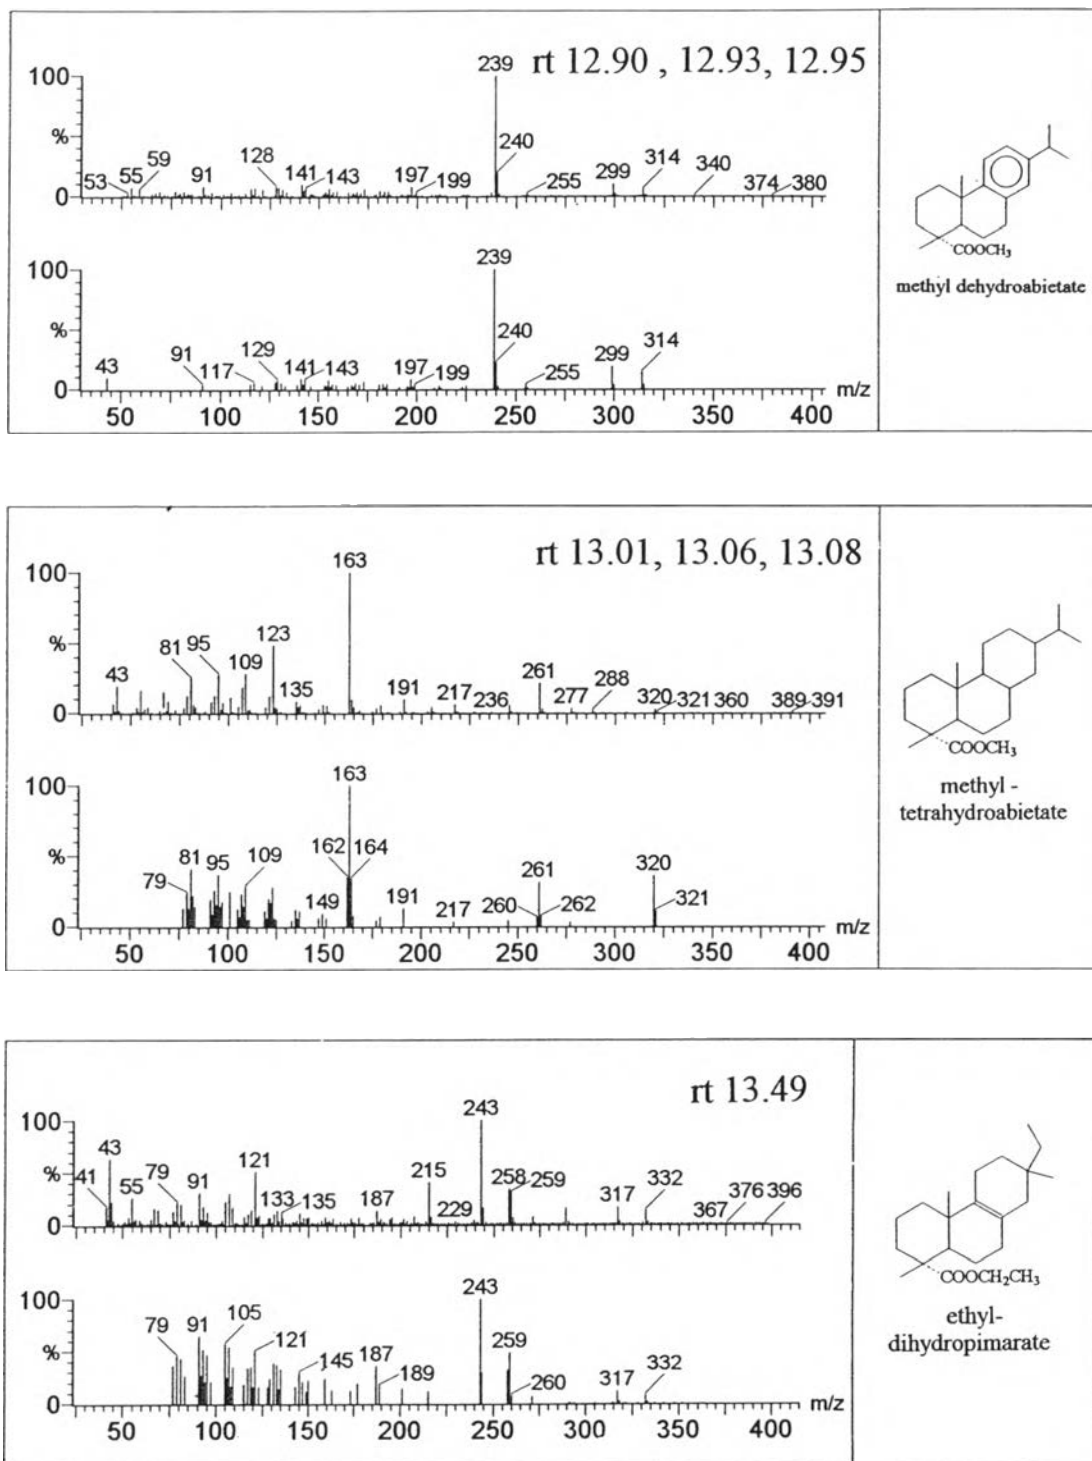 rt 12.90 , 12.93, 12.95
100
%
0
53 55 59 91 128 141 143 197 199 239 240 255 299 314 340 374 380
100
%
0
43 91 117 129 141 143 197 199 239 240 255 299 314
50 100 150 200 250 300 350 400 m/z
COOCH3
methyl dehydroabietate
rt 13.01, 13.06, 13.08
100
%
0
43 81 95 109 123 135 163 191 217 236 261 277 288 320 321 360 389 391
100
%
0
79 81 95 109 149 162 163 164 191 217 260 261 262 320 321
50 100 150 200 250 300 350 400 m/z
COOCH3
methyl -
tetrahydroabietate
rt 13.49
100
%
0
41 43 55 79 91 121 133 135 187 215 229 243 258 259 317 332 367 376 396
100
%
0
79 91 105 121 145 187 189 243 259 260 317 332
50 100 150 200 250 300 350 400 m/z
COOCH2CH3
ethyl-
dihydropimarate